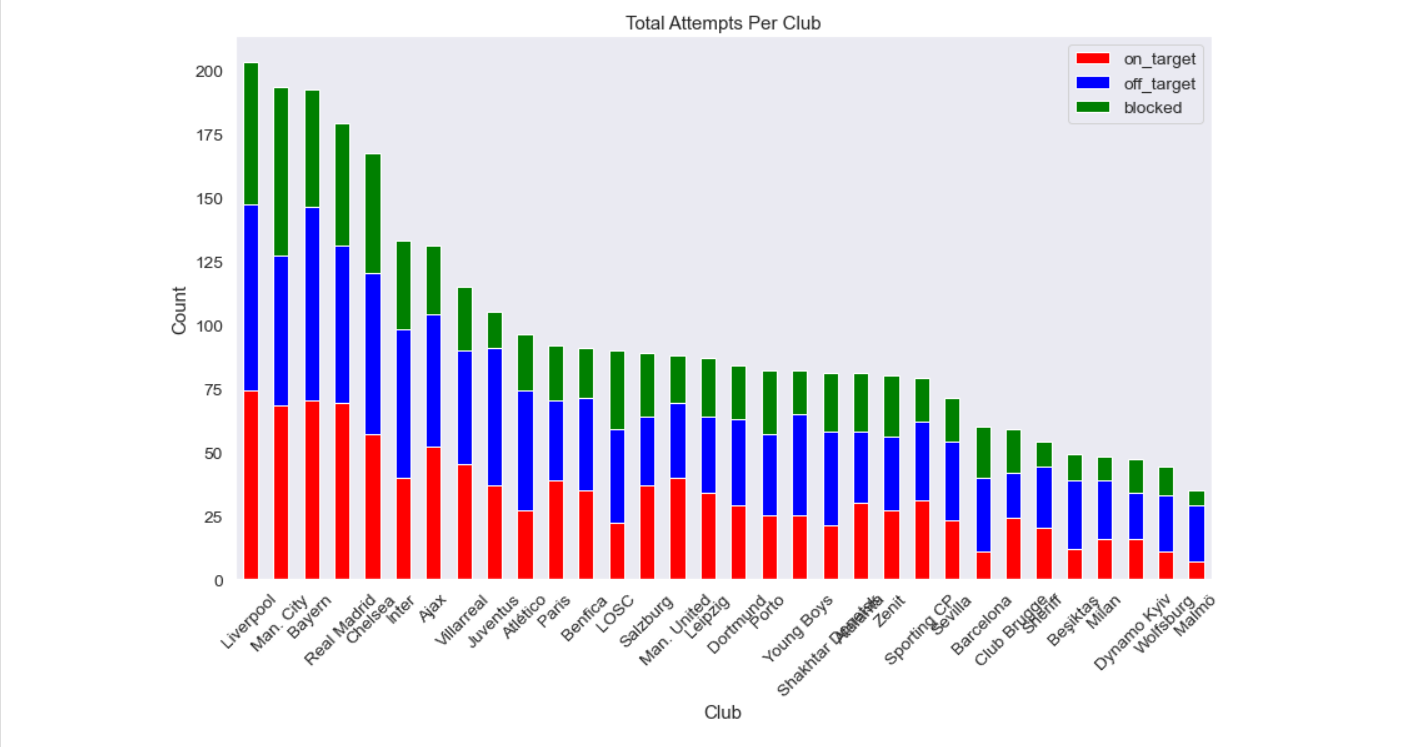 Total Attempts Per Club
on_target
off_target
blocked
200
175
150
125
100
75
50
25
0
Count
Liverpool
Man. City
Bayern
Real Madrid
Chelsea
Inter
Ajax
Villarreal
Juventus
Atlético
Paris
Benfica
LOSC
Salzburg
Man. United
Leipzig
Dortmund
Porto
Young Boys
Shakhtar Donetsk
Atalanta
Zenit
Sporting CP
Sevilla
Barcelona
Club Brugge
Sheriff
Beşiktaş
Milan
Dynamo Kyiv
Wolfsburg
Malmö
Club